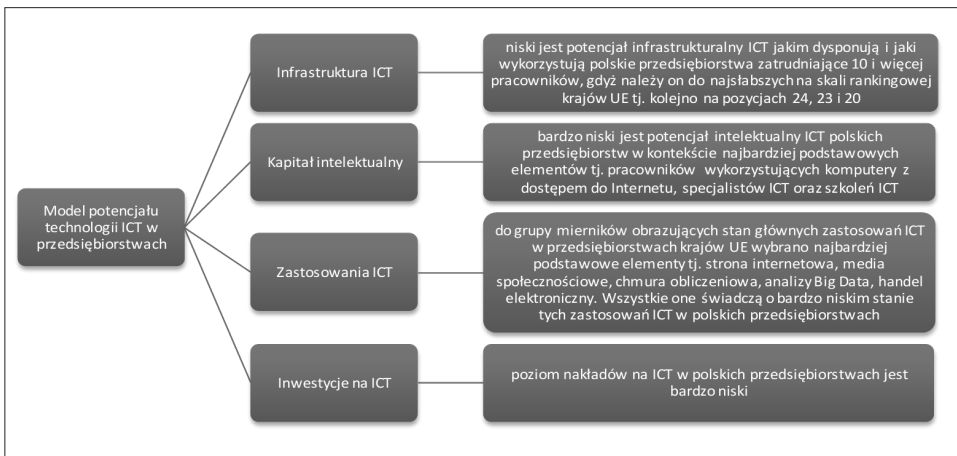 Model potencjału
technologii ICT w
przedsiębiorstwach
Infrastruktura ICT
niski jest potencjał infrastrukturalny ICT jakim dysponują i jaki
wykorzystują polskie przedsiębiorstwa zatrudniające 10 i więcej
pracowników, gdyż należy on do najsłabszych na skali rankingowej
krajów UE tj. kolejno na pozycjach 24, 23 i 20
Kapitał intelektualny
bardzo niski jest potencjał intelektualny ICT polskich
przedsiębiorstw w kontekście najbardziej podstawowych
elementów tj. pracowników wykorzystujących komputery z
dostępem do Internetu, specjalistów ICT oraz szkoleń ICT
Zastosowania ICT
do grupy mierników obrazujących stan głównych zastosowań ICT
w przedsiębiorstwach krajów UE wybrano najbardziej
podstawowe elementy tj. strona internetowa, media
społecznościowe, chmura obliczeniowa, analizy Big Data, handel
elektroniczny. Wszystkie one świadczą o bardzo niskim stanie
tych zastosowań ICT w polskich przedsiębiorstwach
Inwestycje na ICT
poziom nakładów na ICT w polskich przedsiębiorstwach jest
bardzo niski